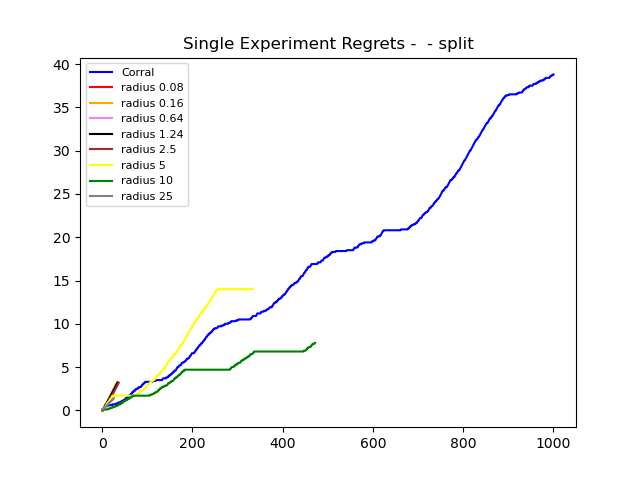 Single Experiment Regrets -  - split
40
35
30
25
20
15
10
5
0
Corral
radius 0.08
radius 0.16
radius 0.64
radius 1.24
radius 2.5
radius 5
radius 10
radius 25
0 200 400 600 800 1000